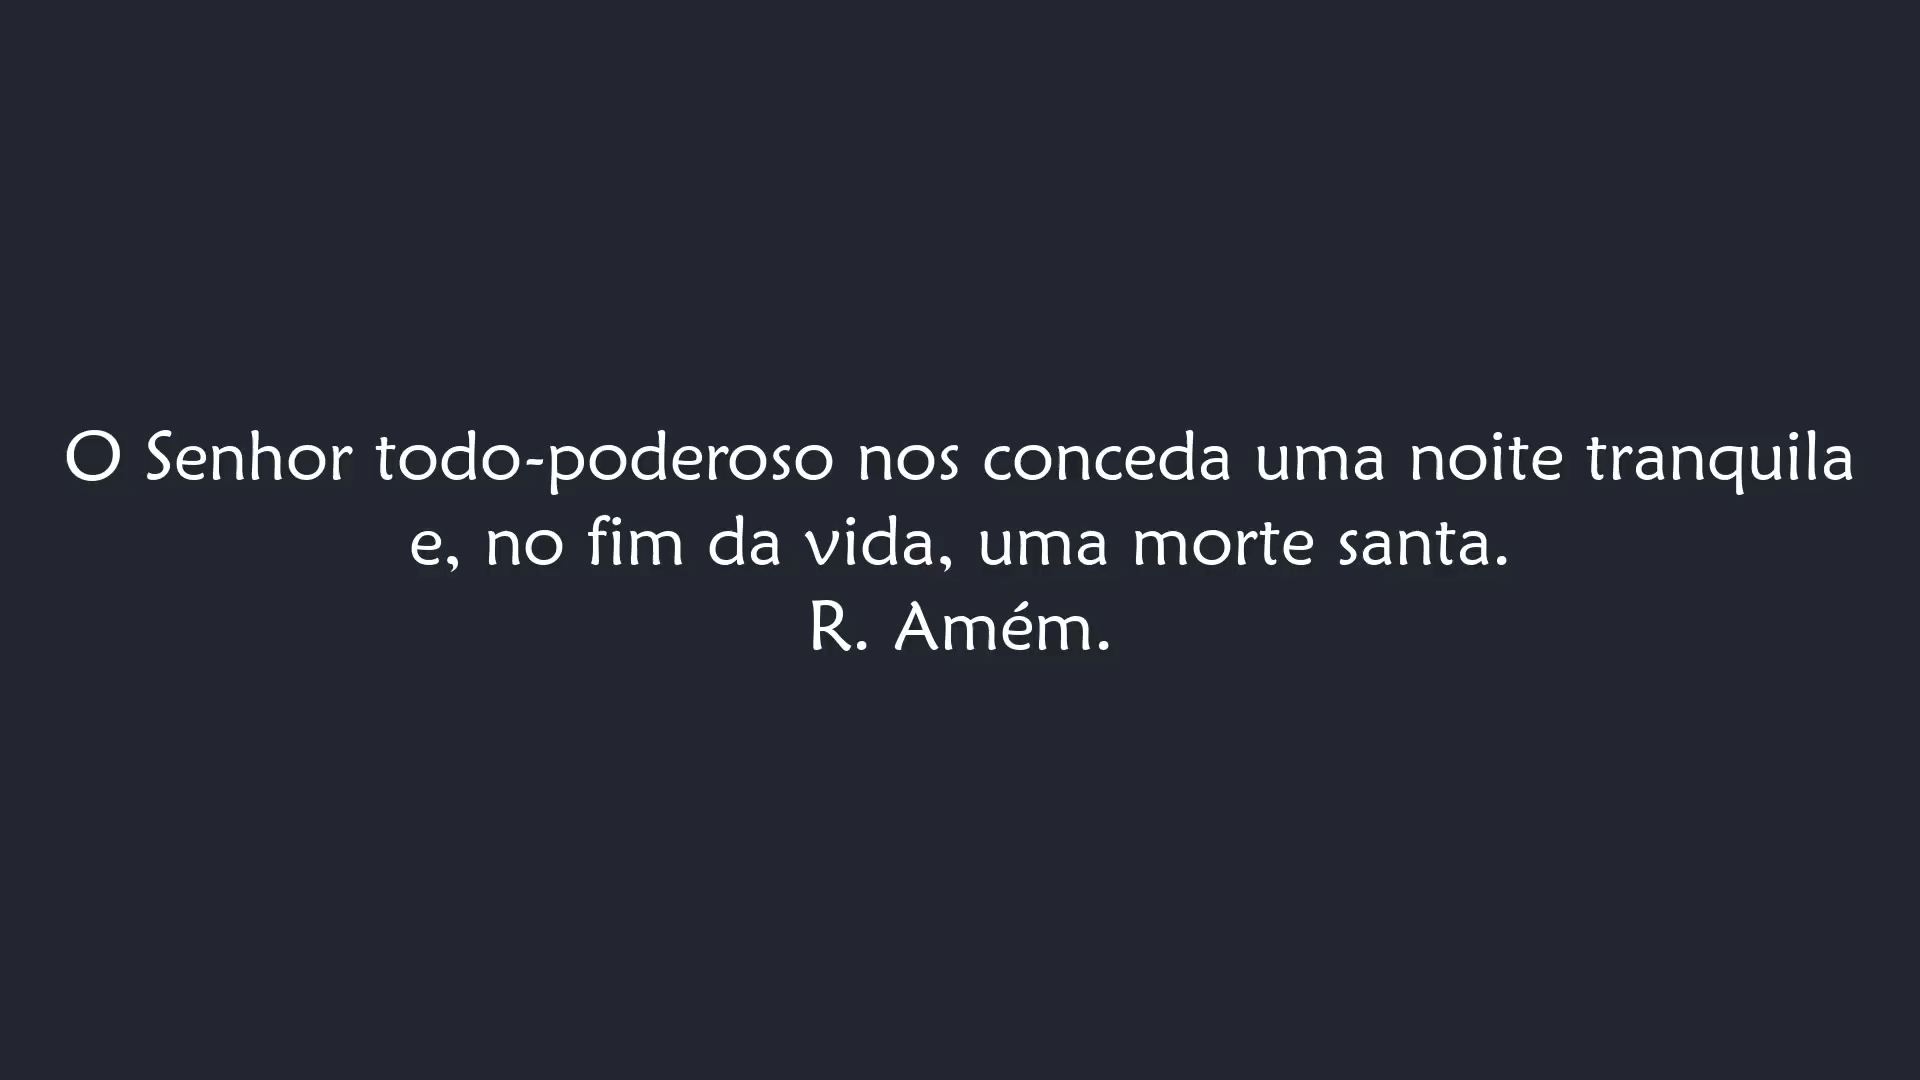 O Senhor todo-poderoso nos conceda uma noite tranquila
e, no fim da vida, uma morte santa.
R. Amém.